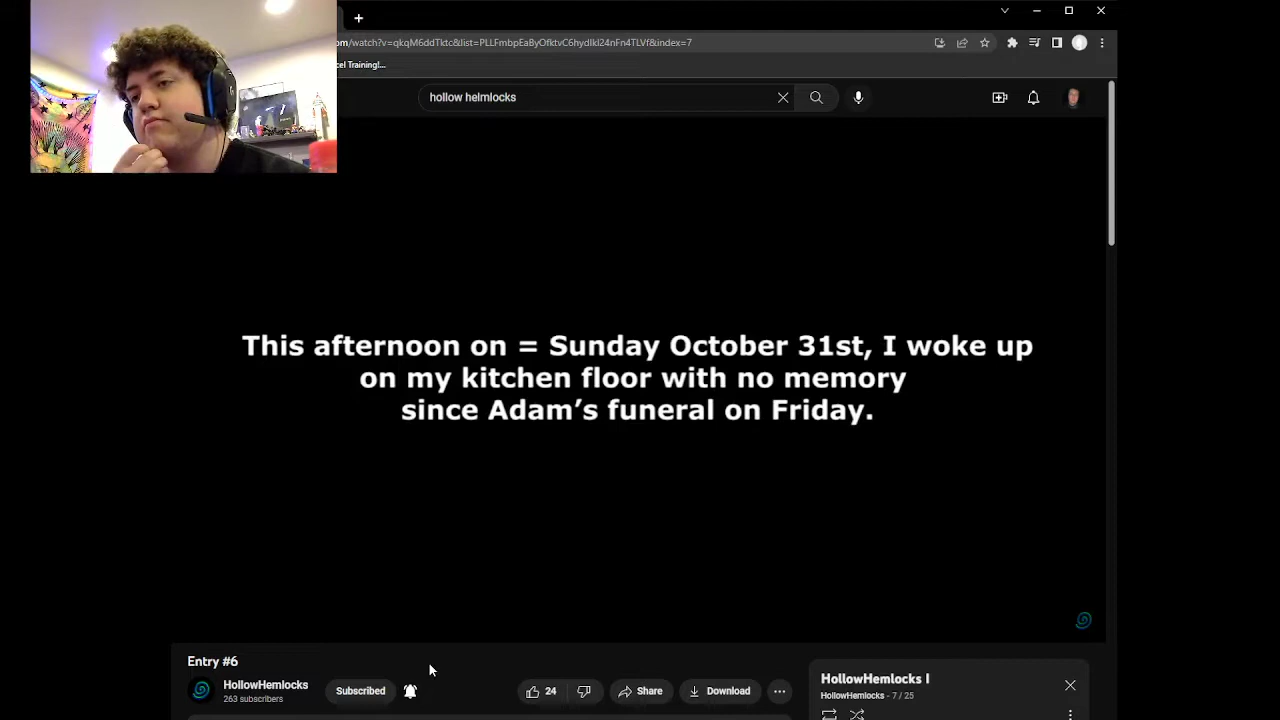 +
om/watch?v=qkqM6ddTktc&list=PLLFmbpEaByOfktvC6hydlkl24nFn4TLVf&index=7
cel Training!...
hollow helmlocks
This afternoon on = Sunday October 31st, I woke up
on my kitchen floor with no memory
since Adam's funeral on Friday.
Entry #6
HollowHemlocks
263 subscribers
Subscribed
24
Share
Download
HollowHemlocks I
HollowHemlocks - 7 / 25